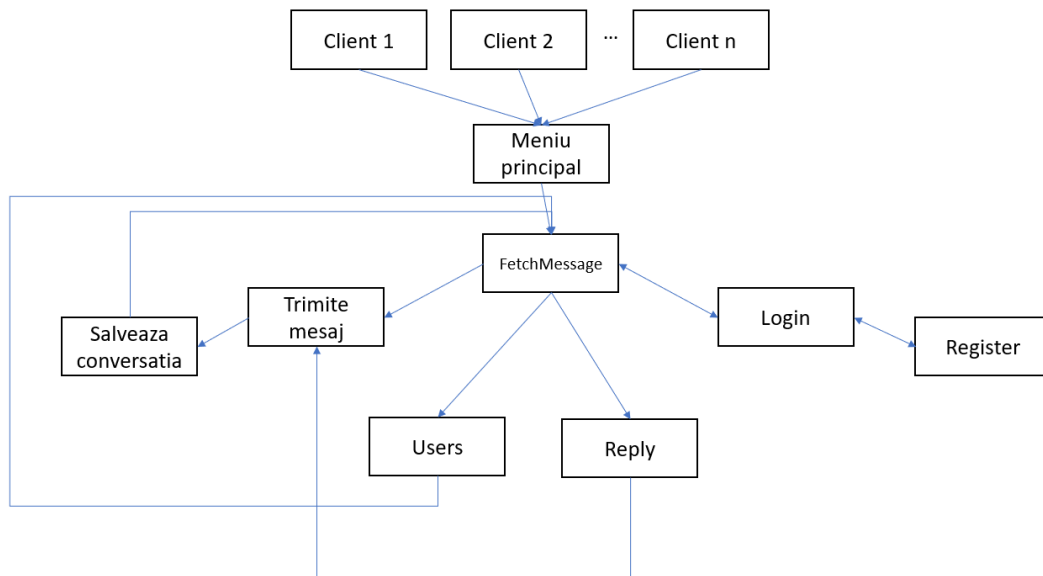 Client 1
Client 2
...
Client n
Meniu
principal
FetchMessage
Trimite
mesaj
Login
Salveaza
conversatia
Register
Users
Reply